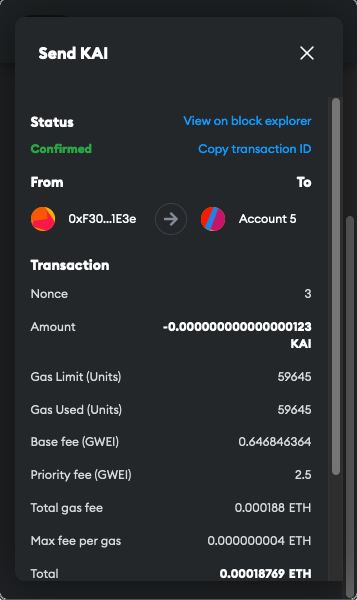 Send KAI
Status View on block explorer
Confirmed Copy transaction ID
From To
0xF30...1E3e Account 5
Transaction
Nonce 3
Amount -0.000000000000000123
KAI
Gas Limit (Units) 59645
Gas Used (Units) 59645
Base fee (GWEI) 0.646846364
Priority fee (GWEI) 2.5
Total gas fee 0.000188 ETH
Max fee per gas 0.000000004 ETH
Total 0.00018769 ETH